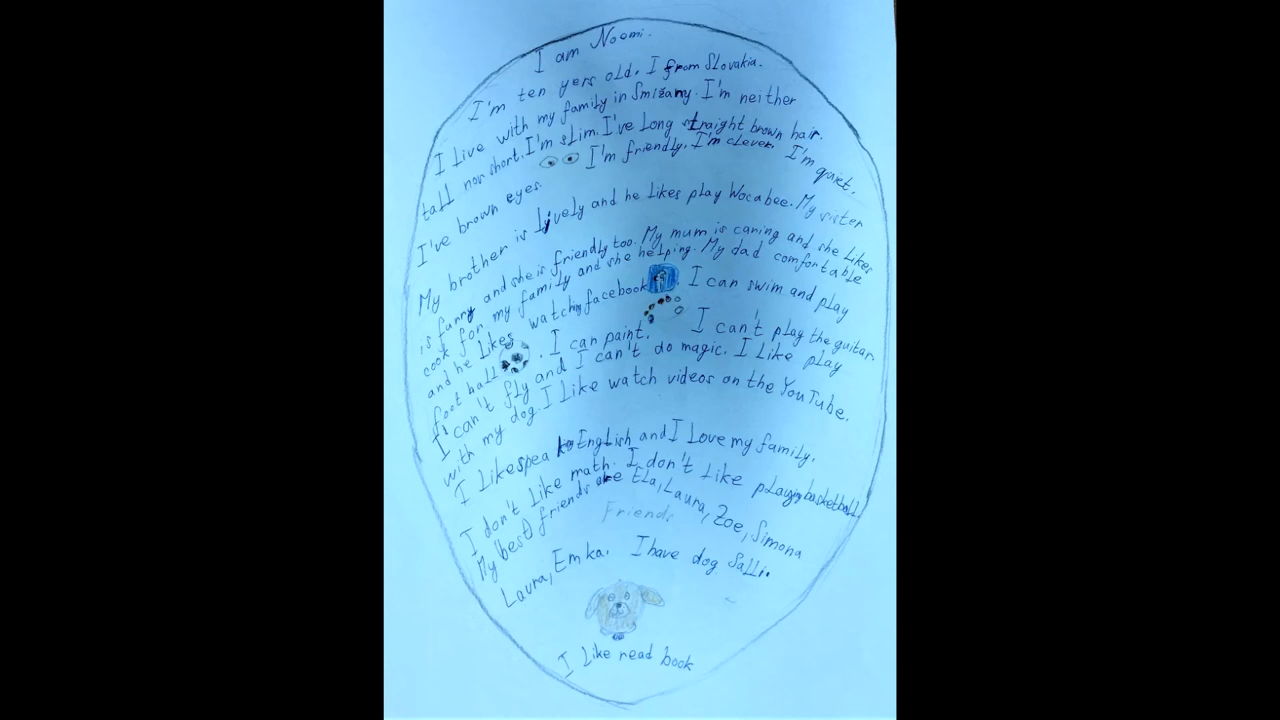 I am Noomi.
I'm ten yers old. I from Slovakia.
I live with my family in Smižany. I'm neither
tall nor short. I'm slim. I've long straight brown hair.
I've brown eyes. I'm friendly. I'm clever. I'm quiet.
My brother is lively and he likes play Wocabee. My sister
is funny and she is friendly too. My mum is caring and she likes
cook for my family and she helping. My dad comfortable
and he likes watching facebook. I can swim and play
football. I can paint. I can't play the guitar
I can't fly and I can't do magic. I like play
with my dog. I like watch videos on the YouTube.
I like speak English and I love my family.
I don't like math. I don't like playing basketball.
My best friends are Ela, Laura, Zoe, Simona
Friends
Laura, Emka. I have dog Salli.
I like read book